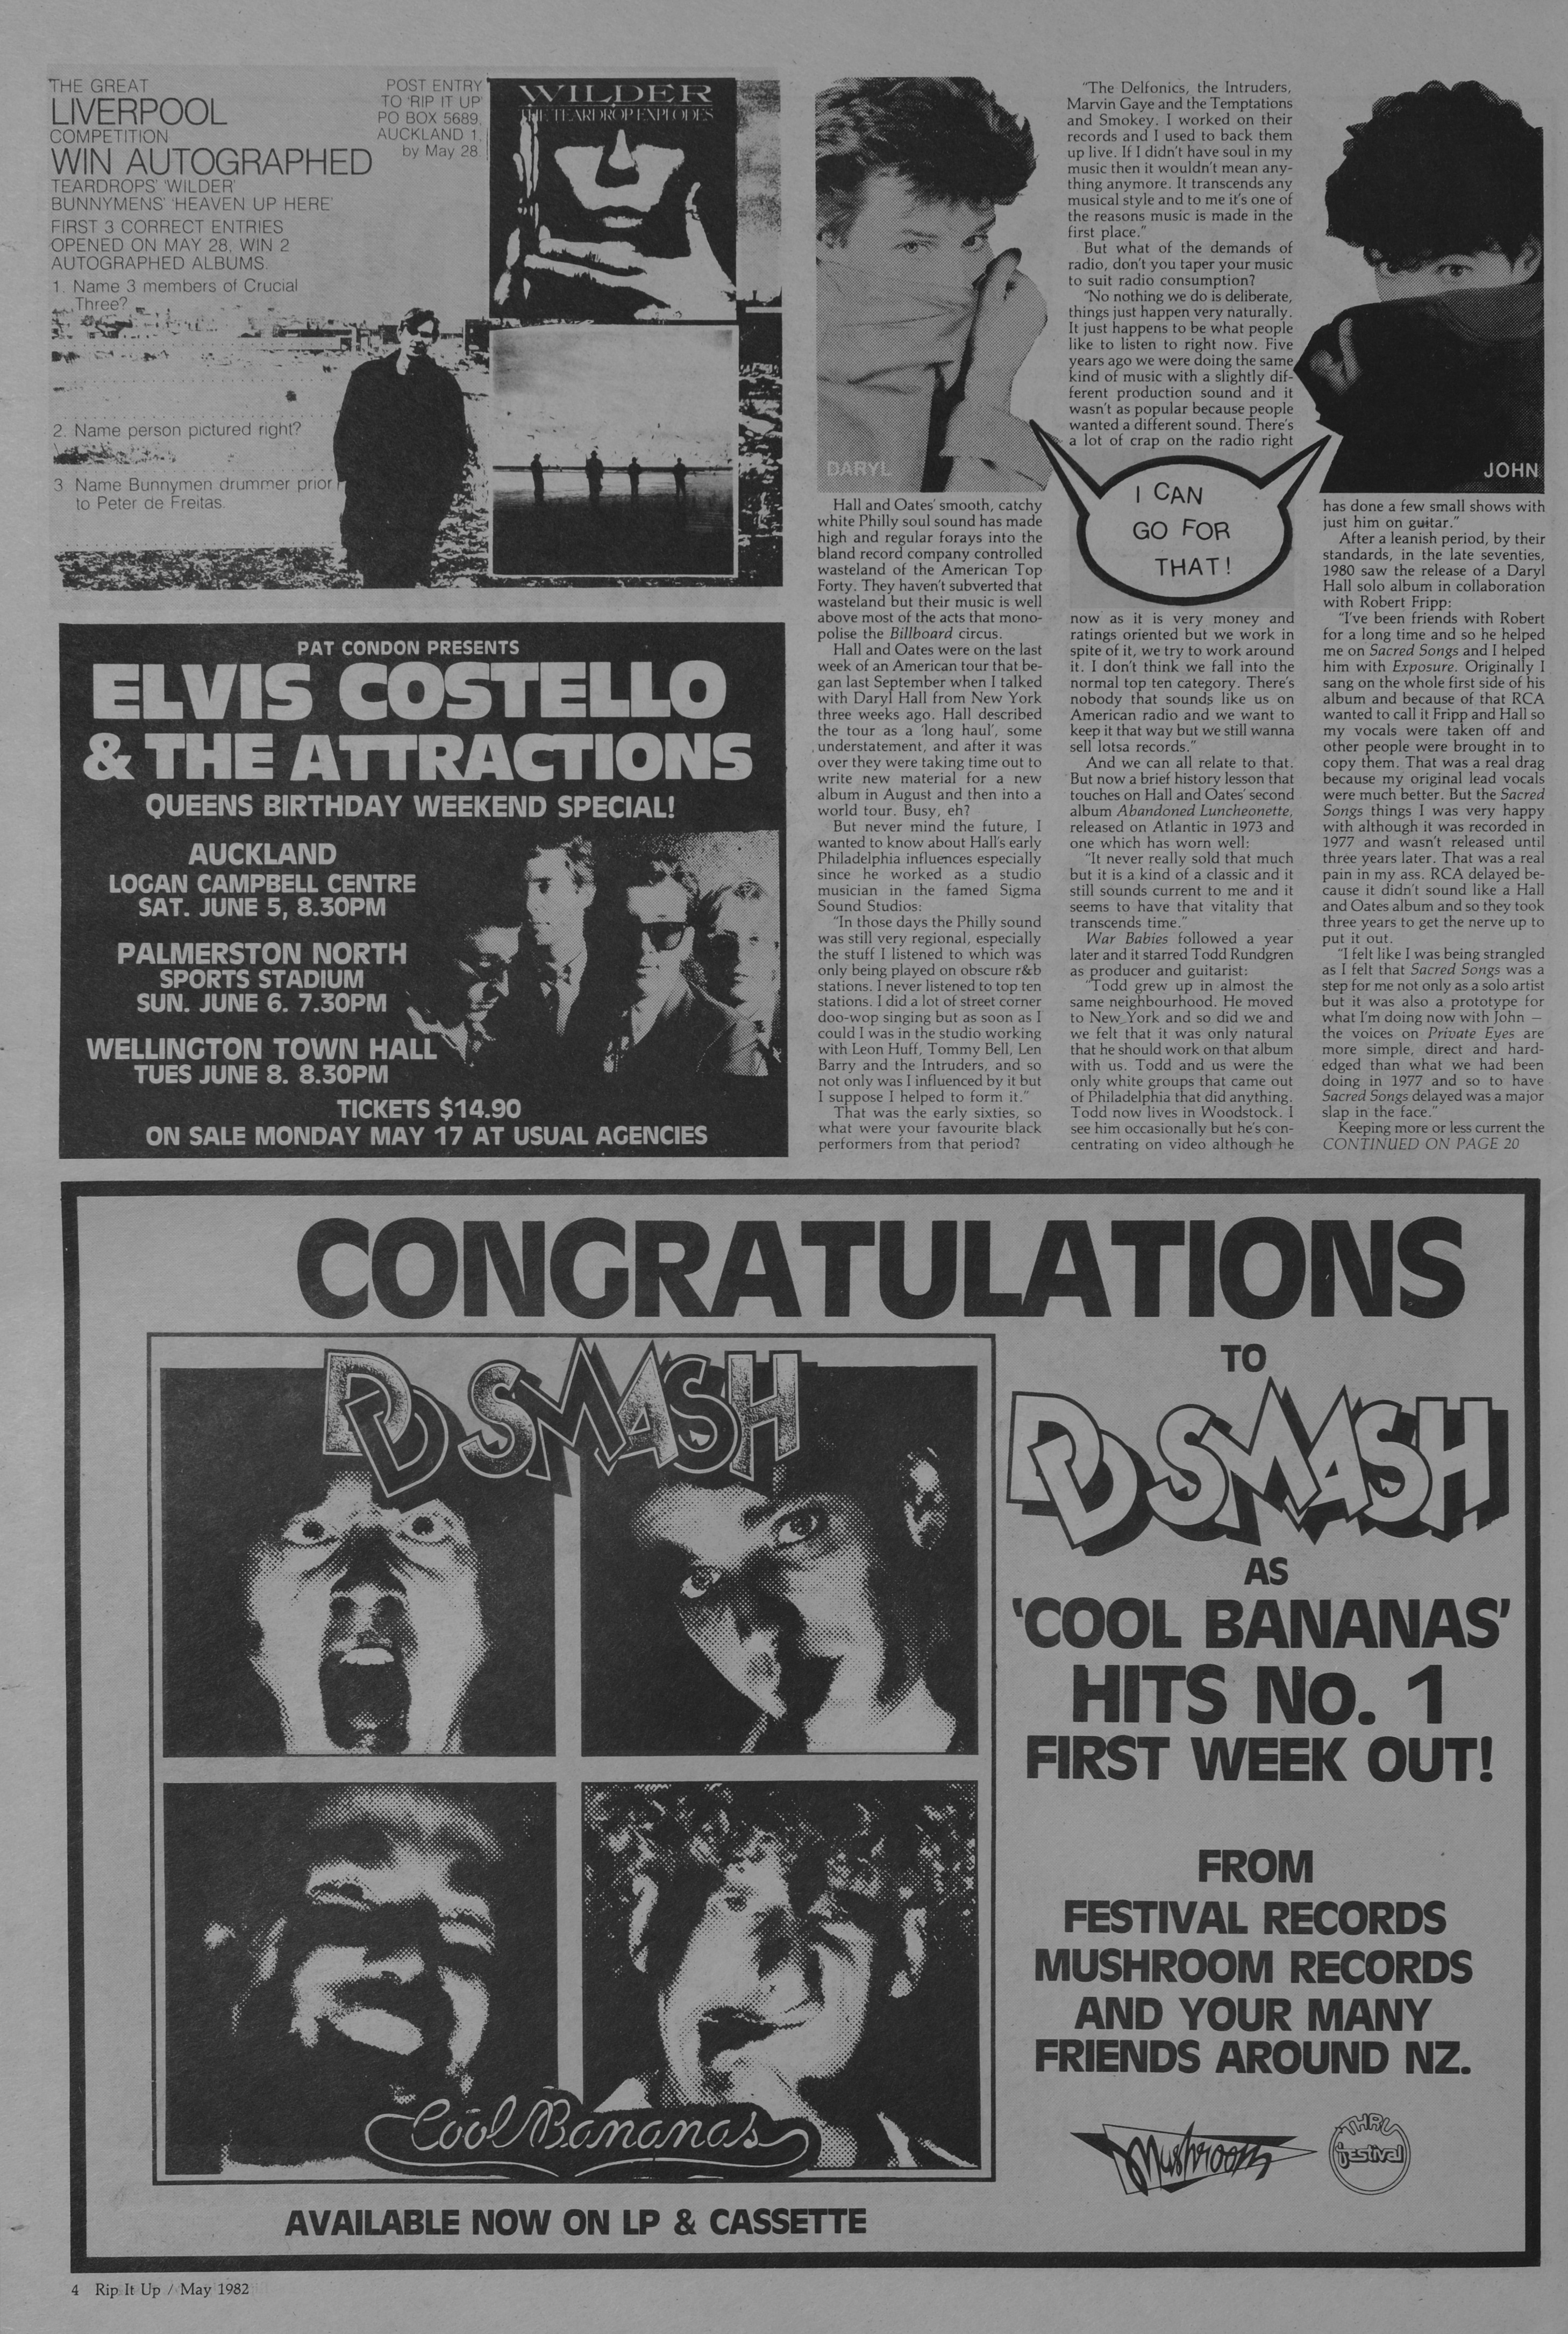 THE GREAT
LIVERPOOL
COMPETITION
WIN AUTOGRAPHED
TEARDROPS' 'WILDER'
BUNNYMENS' 'HEAVEN UP HERE'
FIRST 3 CORRECT ENTRIES
OPENED ON MAY 28, WIN 2
AUTOGRAPHED ALBUMS.
1. Name 3 members of Crucial
Three?
2. Name person pictured right?
3. Name Bunnymen drummer prior
to Peter de Freitas.
POST ENTRY
TO 'RIP IT UP'
PO BOX 5689,
AUCKLAND 1,
by May 28.
WILDER
THE TEARDROP EXPLODES
PAT CONDON PRESENTS
ELVIS COSTELLO
& THE ATTRACTIONS
QUEENS BIRTHDAY WEEKEND SPECIAL!
AUCKLAND
LOGAN CAMPBELL CENTRE
SAT. JUNE 5, 8.30PM
PALMERSTON NORTH
SPORTS STADIUM
SUN. JUNE 6. 7.30PM
WELLINGTON TOWN HALL
TUES JUNE 8. 8.30PM
TICKETS $14.90
ON SALE MONDAY MAY 17 AT USUAL AGENCIES
DARYL
Hall and Oates' smooth, catchy
white Philly soul sound has made
high and regular forays into the
bland record company controlled
wasteland of the American Top
Forty. They haven't subverted that
wasteland but their music is well
above most of the acts that mono-
polise the Billboard circus.
Hall and Oates were on the last
week of an American tour that be-
gan last September when I talked
with Daryl Hall from New York
three weeks ago. Hall described
the tour as a 'long haul', some
understatement, and after it was
over they were taking time out to
write new material for a new
album in August and then into a
world tour. Busy, eh?
But never mind the future, I
wanted to know about Hall's early
Philadelphia influences especially
since he worked as a studio
musician in the famed Sigma
Sound Studios:
"In those days the Philly sound
was still very regional, especially
the stuff I listened to which was
only being played on obscure r&b
stations. I never listened to top ten
stations. I did a lot of street corner
doo-wop singing but as soon as I
could I was in the studio working
with Leon Huff, Tommy Bell, Len
Barry and the Intruders, and so
not only was I influenced by it but
I suppose I helped to form it."
That was the early sixties, so
what were your favourite black
performers from that period?
"The Delfonics, the Intruders,
Marvin Gaye and the Temptations
and Smokey. I worked on their
records and I used to back them
up live. If I didn't have soul in my
music then it wouldn't mean any-
thing anymore. It transcends any
musical style and to me it's one of
the reasons music is made in the
first place."
But what of the demands of
radio, don't you taper your music
to suit radio consumption?
"No nothing we do is deliberate,
things just happen very naturally.
It just happens to be what people
like to listen to right now. Five
years ago we were doing the same
kind of music with a slightly dif-
ferent production sound and it
wasn't as popular because people
wanted a different sound. There's
a lot of crap on the radio right
I CAN
GO FOR
THAT!
now as it is very money and
ratings oriented but we work in
spite of it, we try to work around
it. I don't think we fall into the
normal top ten category. There's
nobody that sounds like us on
American radio and we want to
keep it that way but we still wanna
sell lotsa records."
And we can all relate to that.
But now a brief history lesson that
touches on Hall and Oates' second
album Abandoned Luncheonette,
released on Atlantic in 1973 and
one which has worn well:
"It never really sold that much
but it is a kind of a classic and it
still sounds current to me and it
seems to have that vitality that
transcends time."
War Babies followed a year
later and it starred Todd Rundgren
as producer and guitarist:
"Todd grew up in almost the
same neighbourhood. He moved
to New York and so did we and
we felt that it was only natural
that he should work on that album
with us. Todd and us were the
only white groups that came out
of Philadelphia that did anything.
Todd now lives in Woodstock. I
see him occasionally but he's con-
centrating on video although he
JOHN
has done a few small shows with
just him on guitar."
After a leanish period, by their
standards, in the late seventies,
1980 saw the release of a Daryl
Hall solo album in collaboration
with Robert Fripp:
"I've been friends with Robert
for a long time and so he helped
me on Sacred Songs and I helped
him with Exposure. Originally I
sang on the whole first side of his
album and because of that RCA
wanted to call it Fripp and Hall so
my vocals were taken off and
other people were brought in to
copy them. That was a real drag
because my original lead vocals
were much better. But the Sacred
Songs things I was very happy
with although it was recorded in
1977 and wasn't released until
three years later. That was a real
pain in my ass. RCA delayed be-
cause it didn't sound like a Hall
and Oates album and so they took
three years to get the nerve up to
put it out.
"I felt like I was being strangled
as I felt that Sacred Songs was a
step for me not only as a solo artist
but it was also a prototype for
what I'm doing now with John —
the voices on Private Eyes are
more simple, direct and hard-
edged than what we had been
doing in 1977 and so to have
Sacred Songs delayed was a major
slap in the face."
Keeping more or less current the
CONTINUED ON PAGE 20
CONGRATULATIONS
DD SMASH
Cool Bananas
TO
DD SMASH
AS
'COOL BANANAS'
HITS No. 1
FIRST WEEK OUT!
FROM
FESTIVAL RECORDS
MUSHROOM RECORDS
AND YOUR MANY
FRIENDS AROUND NZ.
Mushroom
THRU
festival
AVAILABLE NOW ON LP & CASSETTE
4 Rip It Up / May 1982